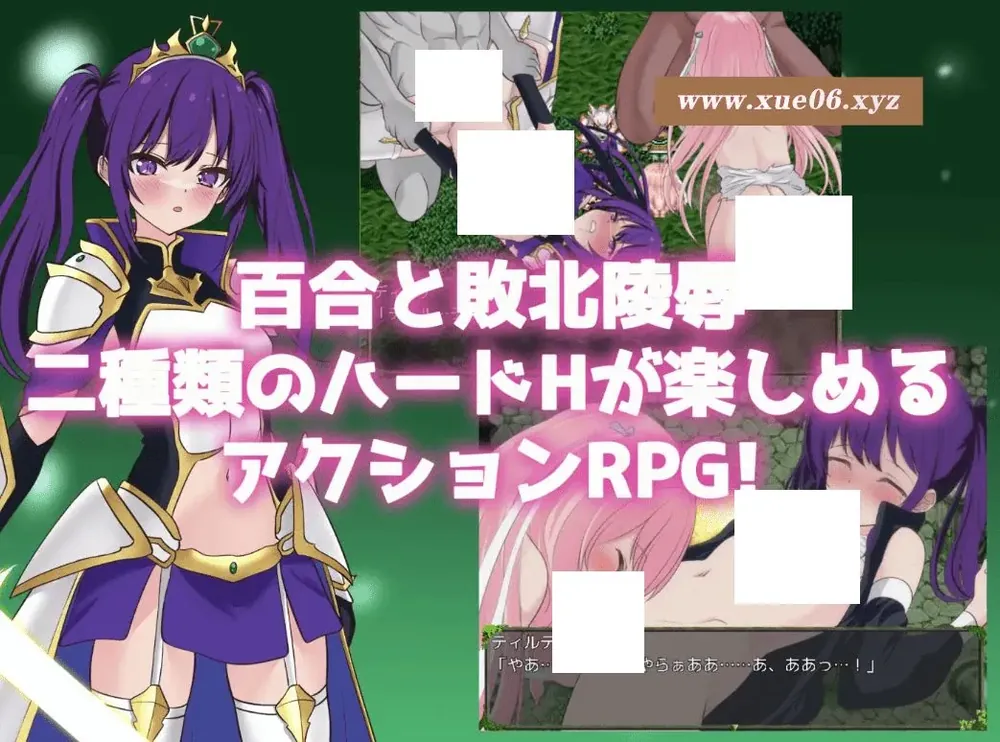 www.xue06.xyz
百合と敗北陵辱
二種類のハードHが楽しめる
アクションRPG!
ティルテ
「やあ… やらぁああ……あ、ああっ…！」